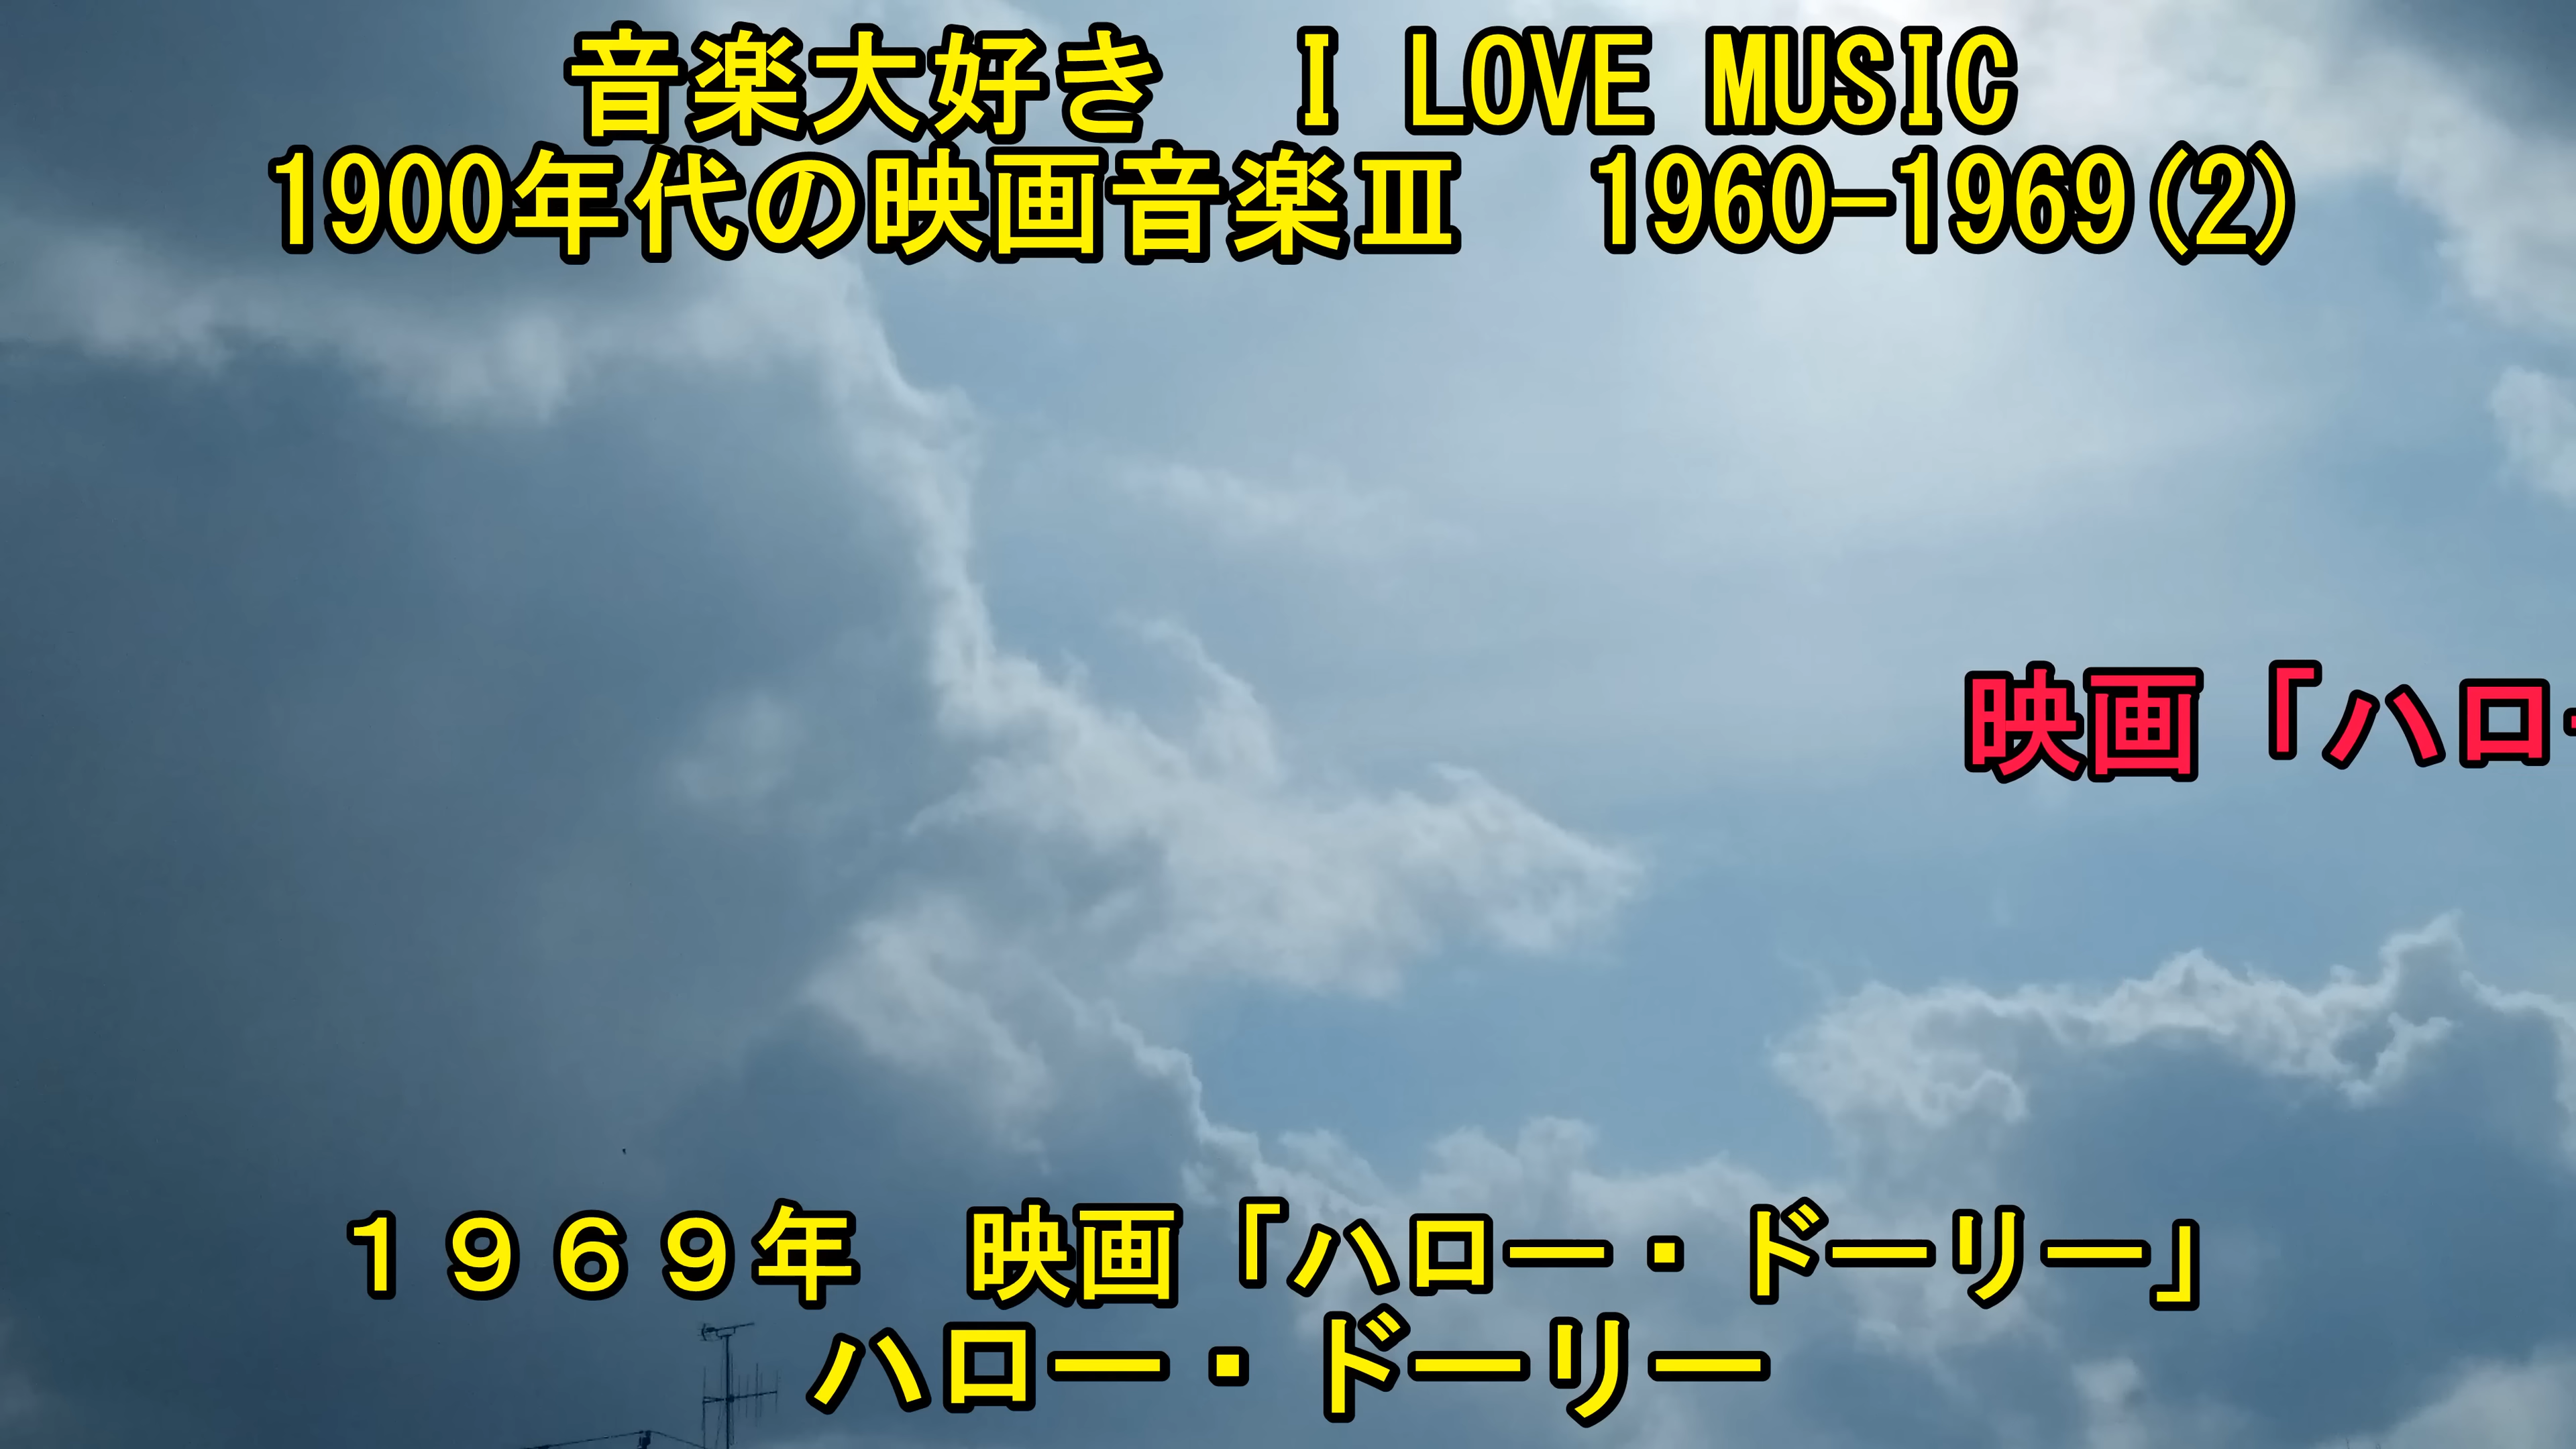 音楽大好き　I LOVE MUSIC
1900年代の映画音楽Ⅲ　1960-1969(2)
映画「ハロー
１９６９年　映画「ハロー・ドーリー」
ハロー・ドーリー